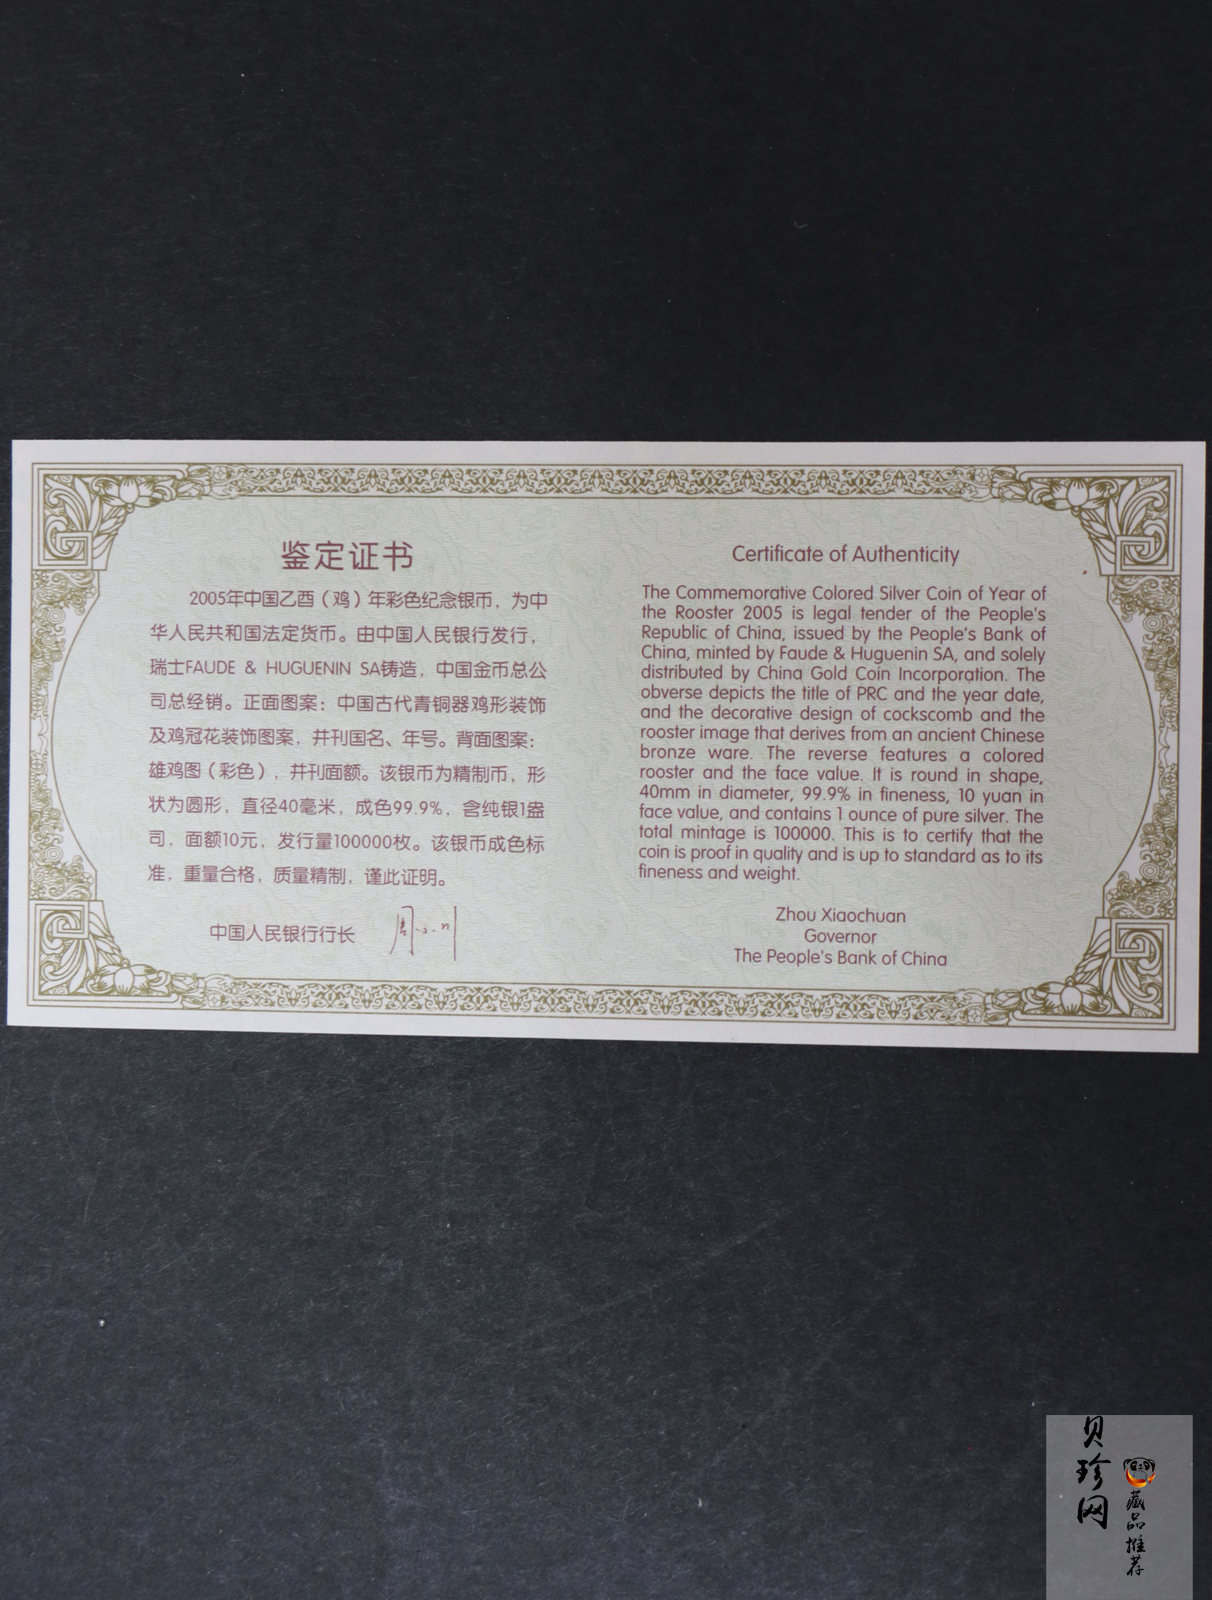 鉴定证书
2005年中国乙酉（鸡）年彩色纪念银币，为中
华人民共和国法定货币。由中国人民银行发行，
瑞士FAUDE & HUGUENIN SA铸造，中国金币总公
司总经销。正面图案：中国古代青铜器鸡形装饰
及鸡冠花装饰图案，并刊国名、年号。背面图案：
雄鸡图（彩色），并刊面额。该银币为精制币，形
状为圆形，直径40毫米，成色99.9%，含纯银1盎
司，面额10元，发行量100000枚。该银币成色标
准，重量合格，质量精制，谨此证明。
中国人民银行行长
Certificate of Authenticity
The Commemorative Colored Silver Coin of Year of
the Rooster 2005 is legal tender of the People's
Republic of China, issued by the People's Bank of
China, minted by Faude & Huguenin SA, and solely
distributed by China Gold Coin Incorporation. The
obverse depicts the title of PRC and the year date,
and the decorative design of cockscomb and the
rooster image that derives from an ancient Chinese
bronze ware. The reverse features a colored
rooster and the face value. It is round in shape,
40mm in diameter, 99.9% in fineness, 10 yuan in
face value, and contains 1 ounce of pure silver. The
total mintage is 100000. This is to certify that the
coin is proof in quality and is up to standard as to its
fineness and weight.
Zhou Xiaochuan
Governor
The People's Bank of China
贝珍网
藏品推荐